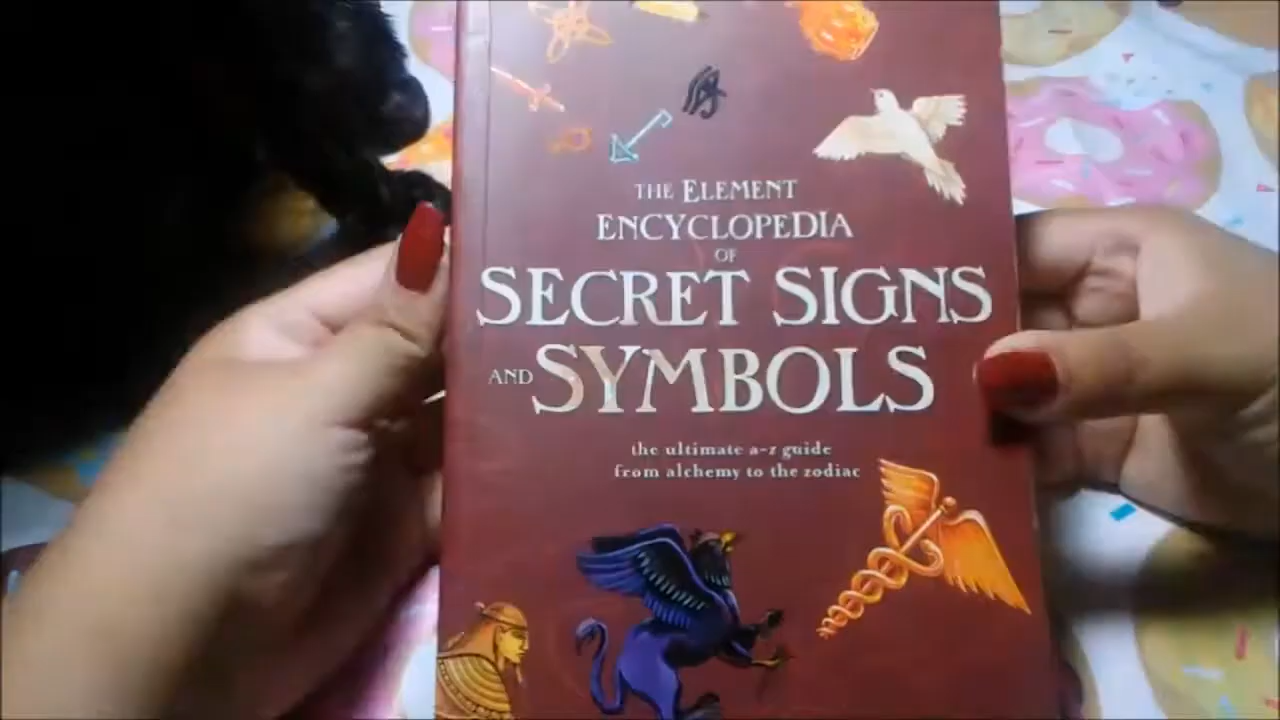 THE ELEMENT
ENCYCLOPEDIA
OF
SECRET SIGNS
AND SYMBOLS
the ultimate a-z guide
from alchemy to the zodiac